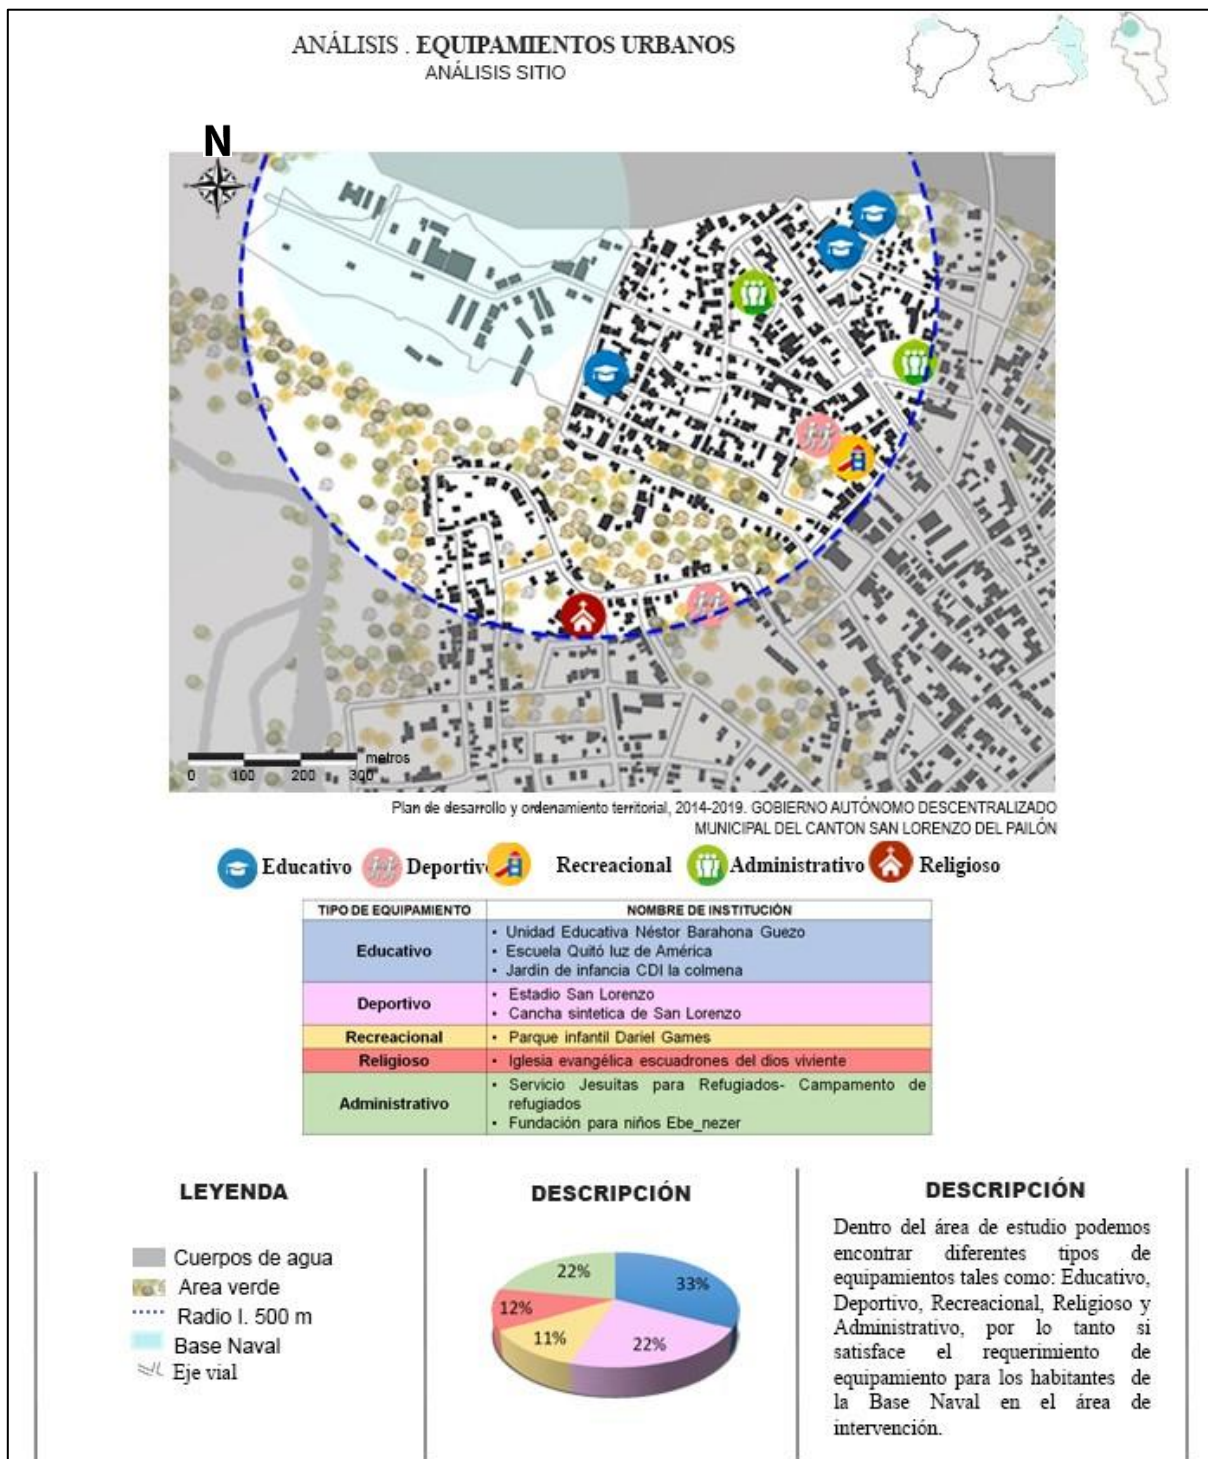 ANÁLISIS . EQUIPAMIENTOS URBANOS
ANÁLISIS SITIO
N
metros
0 100 200 300
Plan de desarrollo y ordenamiento territorial, 2014-2019. GOBIERNO AUTÓNOMO DESCENTRALIZADO
MUNICIPAL DEL CANTON SAN LORENZO DEL PAILÓN
Educativo Deportivo Recreacional Administrativo Religioso
TIPO DE EQUIPAMIENTO NOMBRE DE INSTITUCIÓN
Educativo
• Unidad Educativa Néstor Barahona Guezo
• Escuela Quitó luz de América
• Jardín de infancia CDI la colmena
Deportivo
• Estadio San Lorenzo
• Cancha sintetica de San Lorenzo
Recreacional • Parque infantil Dariel Games
Religioso • Iglesia evangélica escuadrones del dios viviente
Administrativo
• Servicio Jesuitas para Refugiados- Campamento de
refugiados
• Fundación para niños Ebe_nezer
LEYENDA
Cuerpos de agua
Area verde
Radio I. 500 m
Base Naval
Eje vial
DESCRIPCIÓN
33%
22%
11%
12%
22%
DESCRIPCIÓN
Dentro del área de estudio podemos
encontrar diferentes tipos de
equipamientos tales como: Educativo,
Deportivo, Recreacional, Religioso y
Administrativo, por lo tanto si
satisface el requerimiento de
equipamiento para los habitantes de
la Base Naval en el área de
intervención.